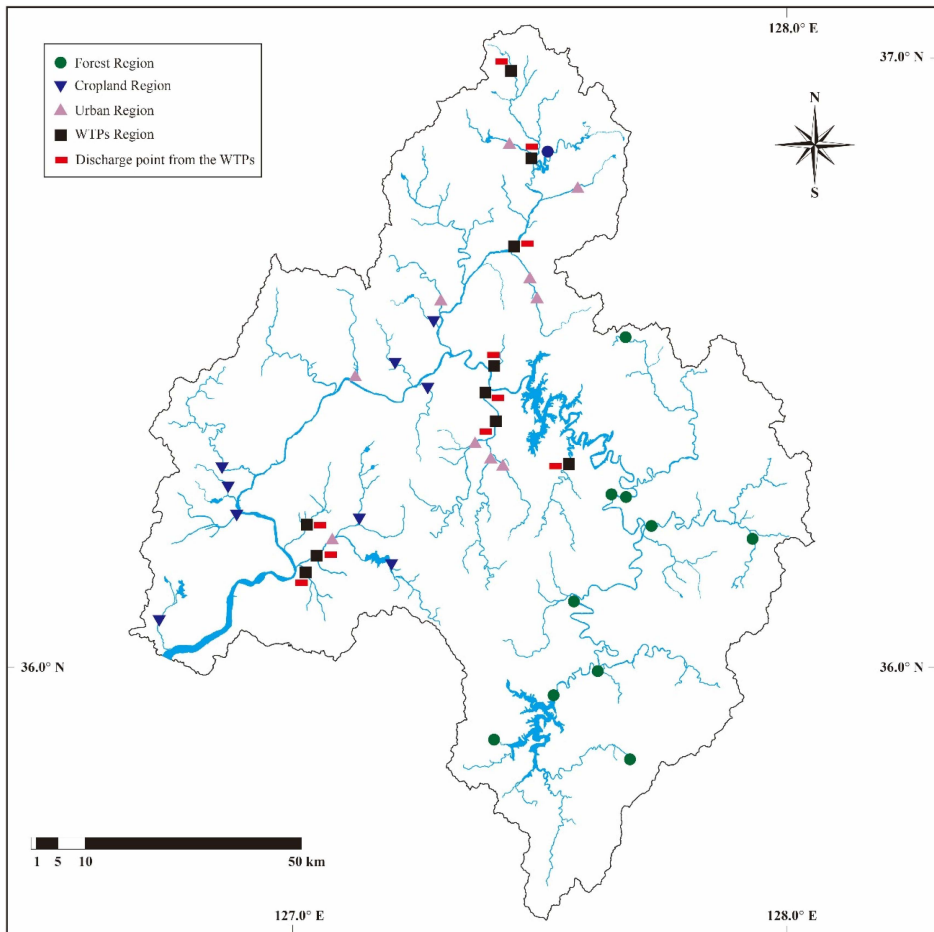 128.0° E
37.0° N
Forest Region
Cropland Region
Urban Region
WTPs Region
Discharge point from the WTPs
N
S
36.0° N
36.0° N
1 5 10 50 km
127.0° E
128.0° E